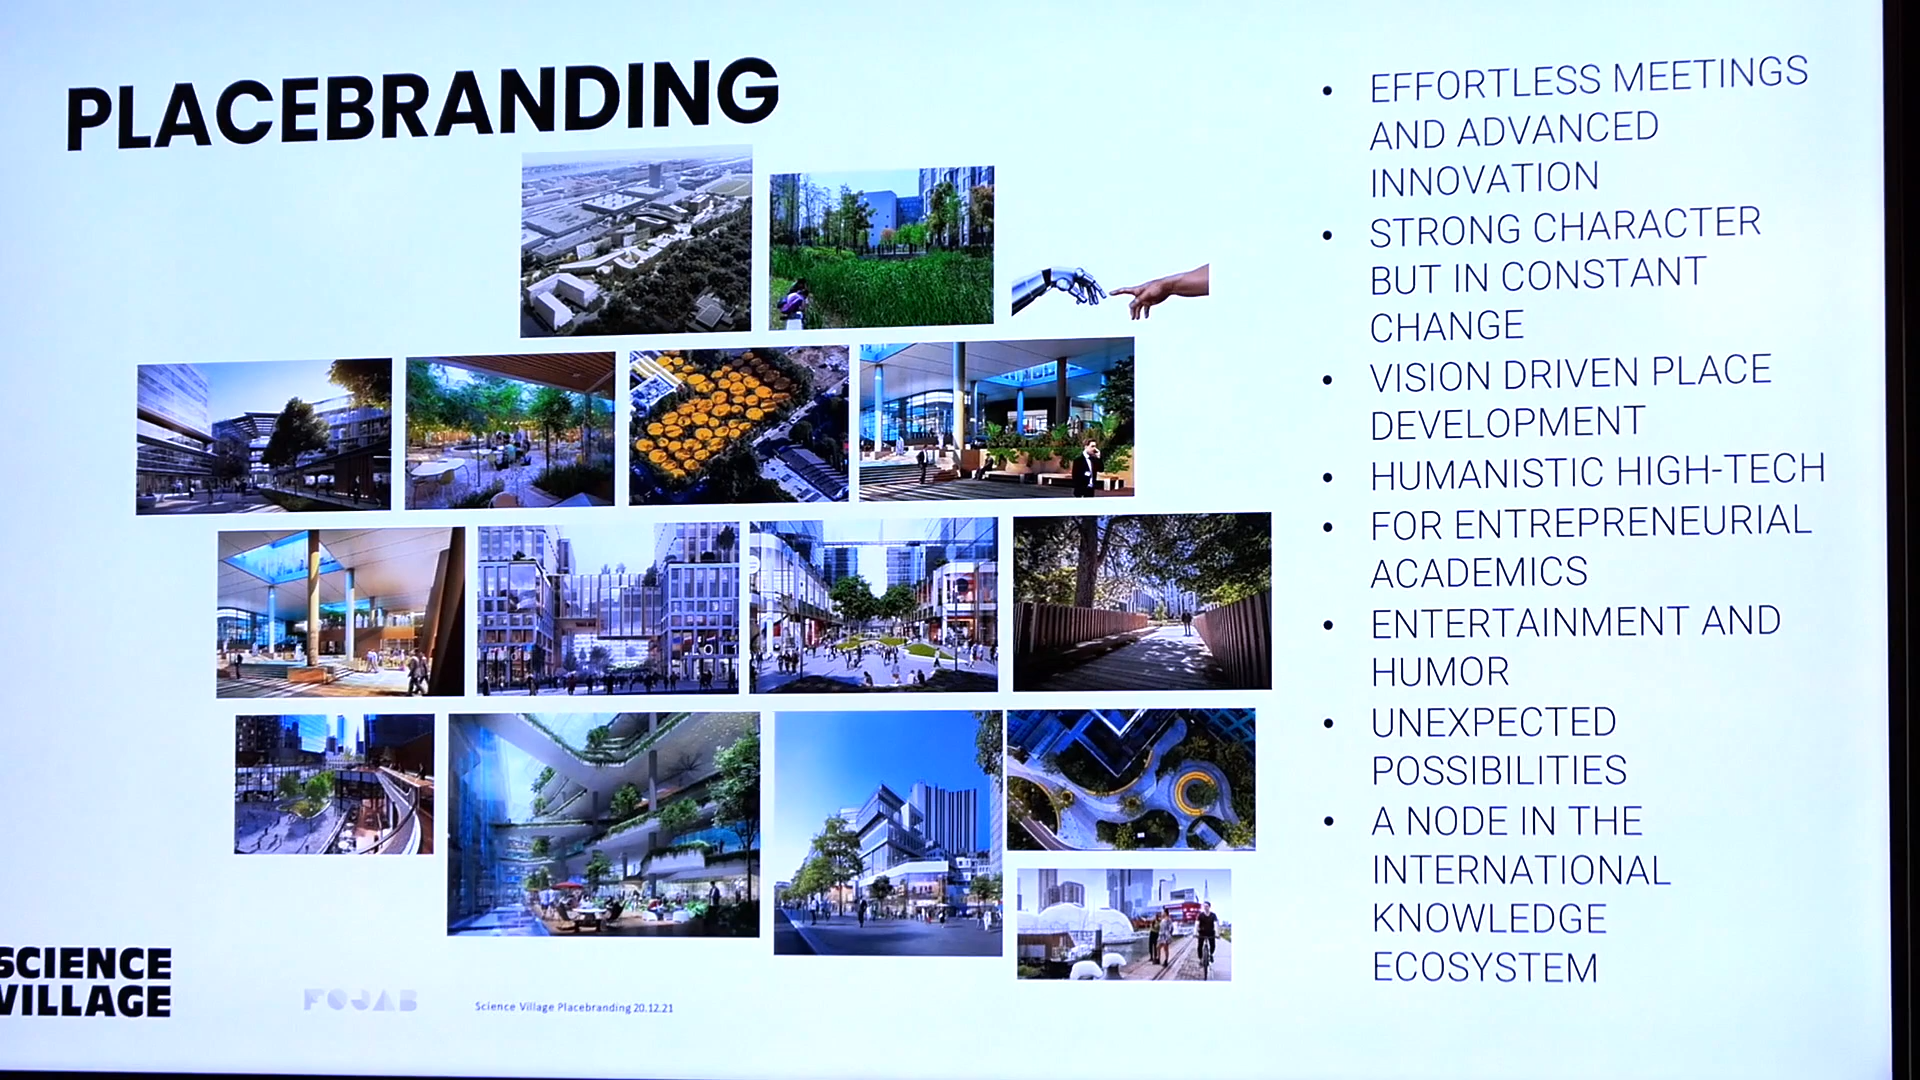 PLACEBRANDING
• EFFORTLESS MEETINGS
AND ADVANCED
INNOVATION
• STRONG CHARACTER
BUT IN CONSTANT
CHANGE
• VISION DRIVEN PLACE
DEVELOPMENT
• HUMANISTIC HIGH-TECH
• FOR ENTREPRENEURIAL
ACADEMICS
• ENTERTAINMENT AND
HUMOR
• UNEXPECTED
POSSIBILITIES
• A NODE IN THE
INTERNATIONAL
KNOWLEDGE
ECOSYSTEM
SCIENCE
VILLAGE
FOJAB
Science Village Placebranding 20.12.21